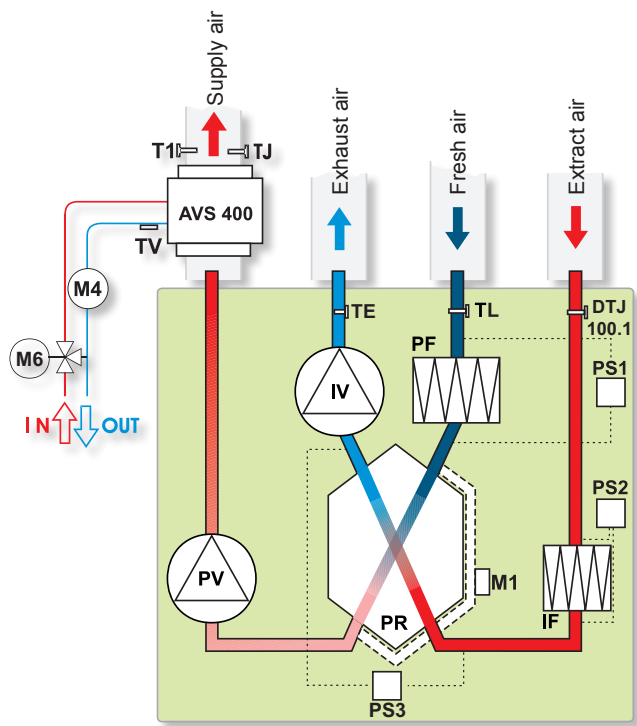 Supply air
Exhaust air
Fresh air
Extract air
T1
TJ
AVS 400
TV
M4
M6
IN
OUT
TE
TL
DTJ
100.1
PF
PS1
IV
PS2
PV
M1
IF
PR
PS3